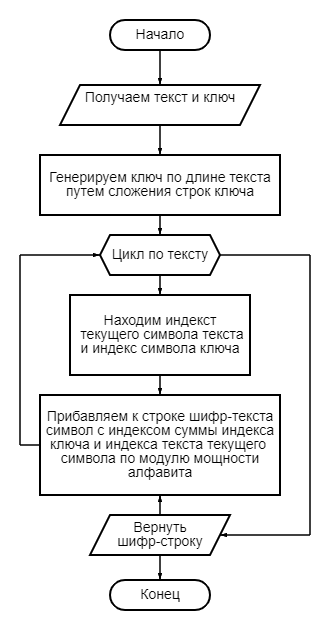 Начало
Получаем текст и ключ
Генерируем ключ по длине текста
путем сложения строк ключа
Цикл по тексту
Находим индекст
текущего символа текста
и индекс символа ключа
Прибавляем к строке шифр-текста
символ с индексом суммы индекса
ключа и индекса текста текущего
символа по модулю мощности
алфавита
Вернуть
шифр-строку
Конец